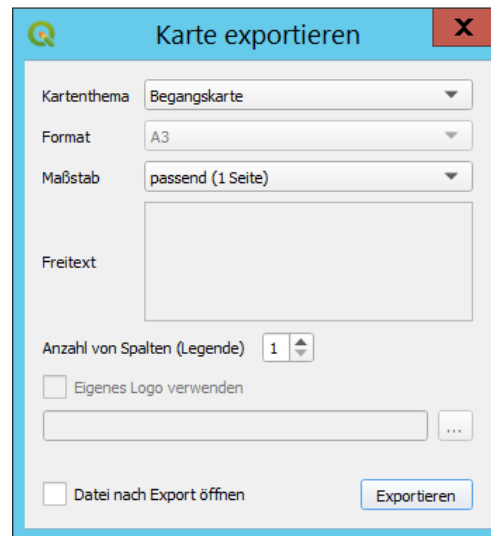 Karte exportieren
Kartenthema Begangskarte
Format A3
Maßstab passend (1 Seite)
Freitext
Anzahl von Spalten (Legende) 1
Eigenes Logo verwenden
...
Datei nach Export öffnen Exportieren